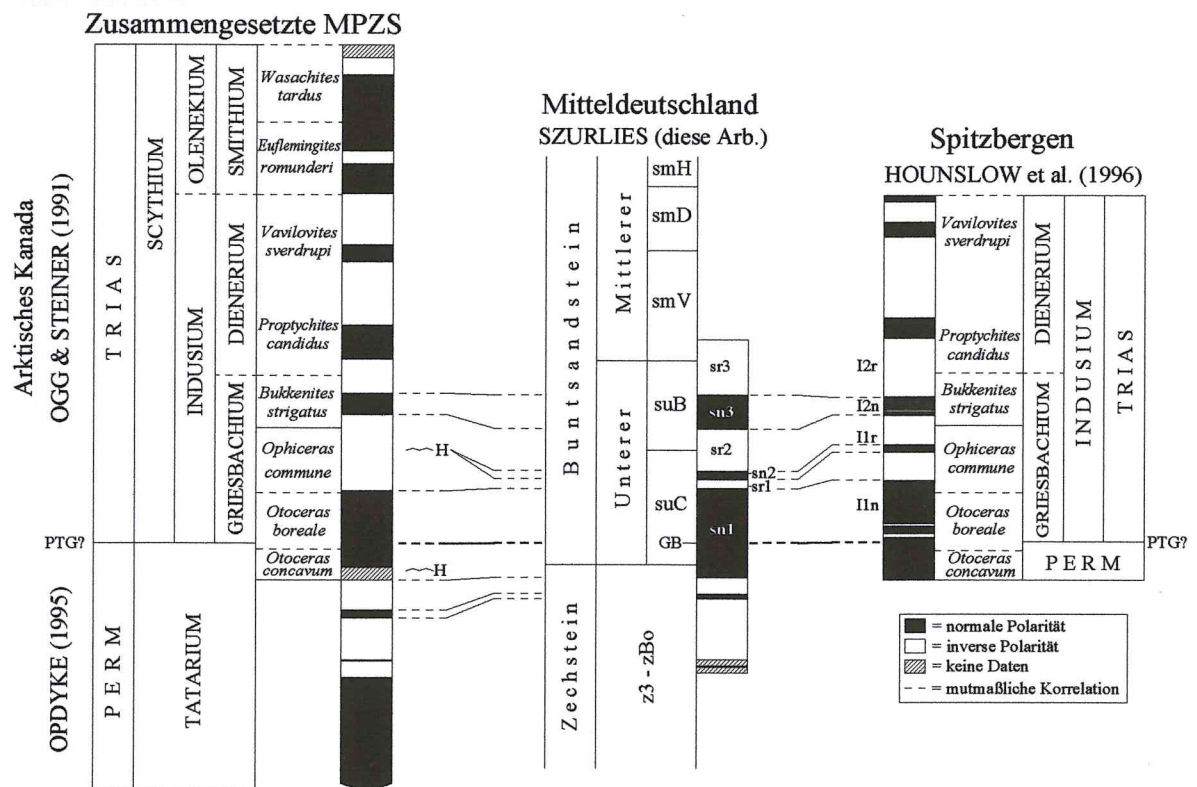 Zusammengesetzte MPZS
Arktisches Kanada
OGG & STEINER (1991)
OPDYKE (1995)
TRIAS
PERM
PTG?
SCYTHIUM
TATARIUM
OLENEKIUM
INDUSIUM
SMITHIUM
DIENERIUM
GRIESBACHIUM
Wasachites
tardus
Euflemingites
romunderi
Vavilovites
sverdrupi
Proptychites
candidus
Bukkenites
strigatus
Ophiceras
commune
Otoceras
boreale
Otoceras
concavum
H
H
Mitteldeutschland
SZURLIES (diese Arb.)
Buntsandstein
Zechstein
Mittlerer
Unterer
z3 - zBo
smH
smD
smV
suB
suC
GB
sr3
sn3
sr2
sn2
sr1
sn1
Spitzbergen
HOUNSLOW et al. (1996)
I2r
I2n
I1r
I1n
Vavilovites
sverdrupi
Proptychites
candidus
Bukkenites
strigatus
Ophiceras
commune
Otoceras
boreale
Otoceras
concavum
DIENERIUM
GRIESBACHIUM
INDUSIUM
TRIAS
PERM
PTG?
= normale Polarität
= inverse Polarität
= keine Daten
= mutmaßliche Korrelation